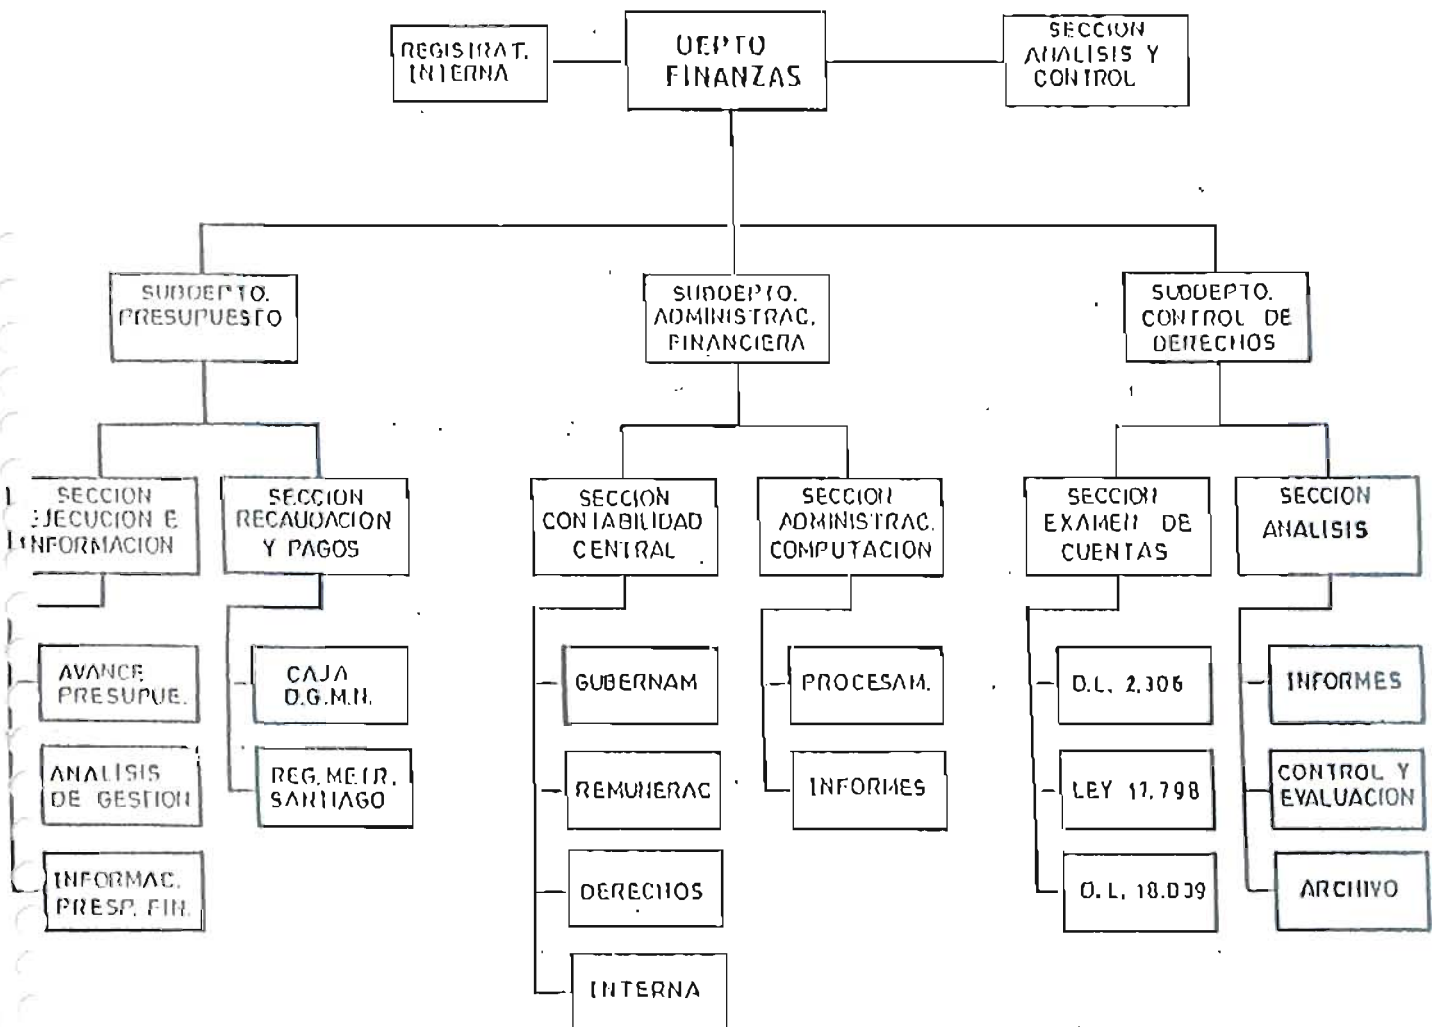 REGISTRAT.
INTERNA
DEPTO
FINANZAS
SECCION
ANALISIS Y
CONTROL
SUBDEPTO.
PRESUPUESTO
SUBDEPTO.
ADMINISTRAC.
FINANCIERA
SUBDEPTO.
CONTROL DE
DERECHOS
SECCION
EJECUCION E
INFORMACION
SECCION
RECAUDACION
Y PAGOS
SECCION
CONTABILIDAD
CENTRAL
SECCION
ADMINISTRAC.
COMPUTACION
SECCION
EXAMEN DE
CUENTAS
SECCION
ANALISIS
AVANCE
PRESUPUE.
ANALISIS
DE GESTION
INFORMAC.
PRESP. FIN.
CAJA
D.G.M.N.
REG. METR.
SANTIAGO
GUBERNAM
REMUNERAC
DERECHOS
INTERNA
PROCESAM.
INFORMES
D.L. 2.306
LEY 17.798
D.L. 18.039
INFORMES
CONTROL Y
EVALUACION
ARCHIVO